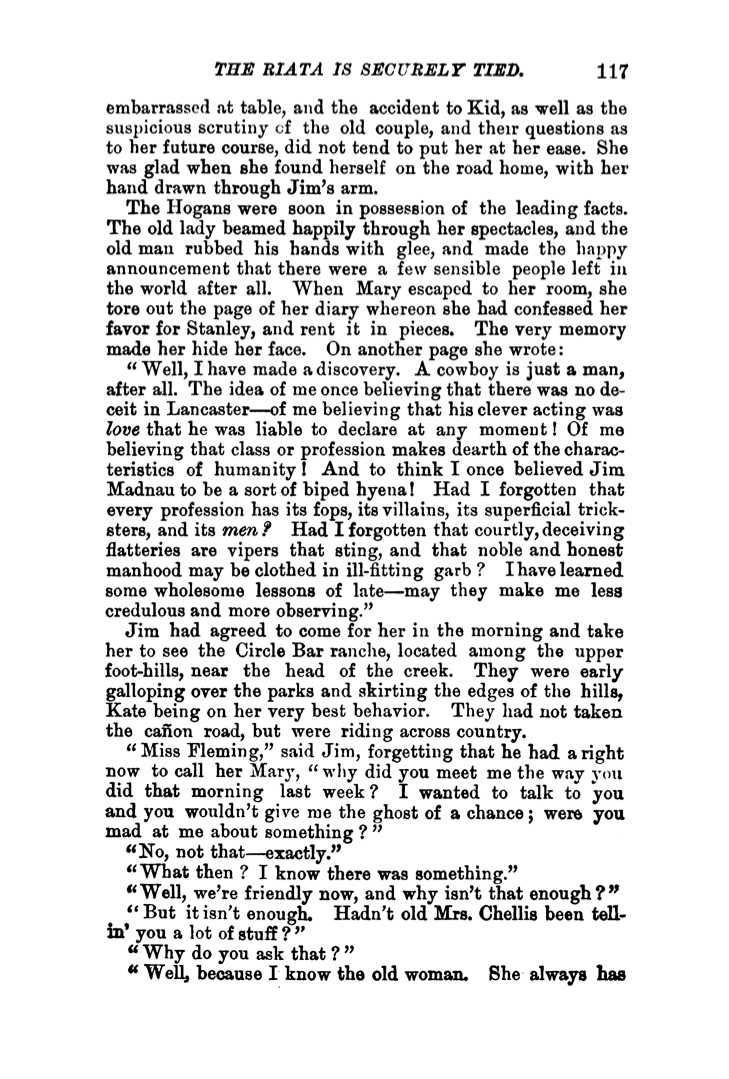 THE RIATA IS SECURELY TIED. 117
embarrassed at table, and the accident to Kid, as well as the
suspicious scrutiny of the old couple, and their questions as
to her future course, did not tend to put her at her ease. She
was glad when she found herself on the road home, with her
hand drawn through Jim's arm.
The Hogans were soon in possession of the leading facts.
The old lady beamed happily through her spectacles, and the
old man rubbed his hands with glee, and made the happy
announcement that there were a few sensible people left in
the world after all. When Mary escaped to her room, she
tore out the page of her diary whereon she had confessed her
favor for Stanley, and rent it in pieces. The very memory
made her hide her face. On another page she wrote:
"Well, I have made a discovery. A cowboy is just a man,
after all. The idea of me once believing that there was no de-
ceit in Lancaster—of me believing that his clever acting was
love that he was liable to declare at any moment! Of me
believing that class or profession makes dearth of the charac-
teristics of humanity! And to think I once believed Jim
Madnau to be a sort of biped hyena! Had I forgotten that
every profession has its fops, its villains, its superficial trick-
sters, and its men? Had I forgotten that courtly, deceiving
flatteries are vipers that sting, and that noble and honest
manhood may be clothed in ill-fitting garb? I have learned
some wholesome lessons of late—may they make me less
credulous and more observing."
Jim had agreed to come for her in the morning and take
her to see the Circle Bar ranche, located among the upper
foot-hills, near the head of the creek. They were early
galloping over the parks and skirting the edges of the hills,
Kate being on her very best behavior. They had not taken
the cañon road, but were riding across country.
"Miss Fleming," said Jim, forgetting that he had a right
now to call her Mary, "why did you meet me the way you
did that morning last week? I wanted to talk to you
and you wouldn't give me the ghost of a chance; were you
mad at me about something?"
"No, not that—exactly."
"What then? I know there was something."
"Well, we're friendly now, and why isn't that enough?"
"But it isn't enough. Hadn't old Mrs. Chellis been tell-
in' you a lot of stuff?"
"Why do you ask that?"
"Well, because I know the old woman. She always has